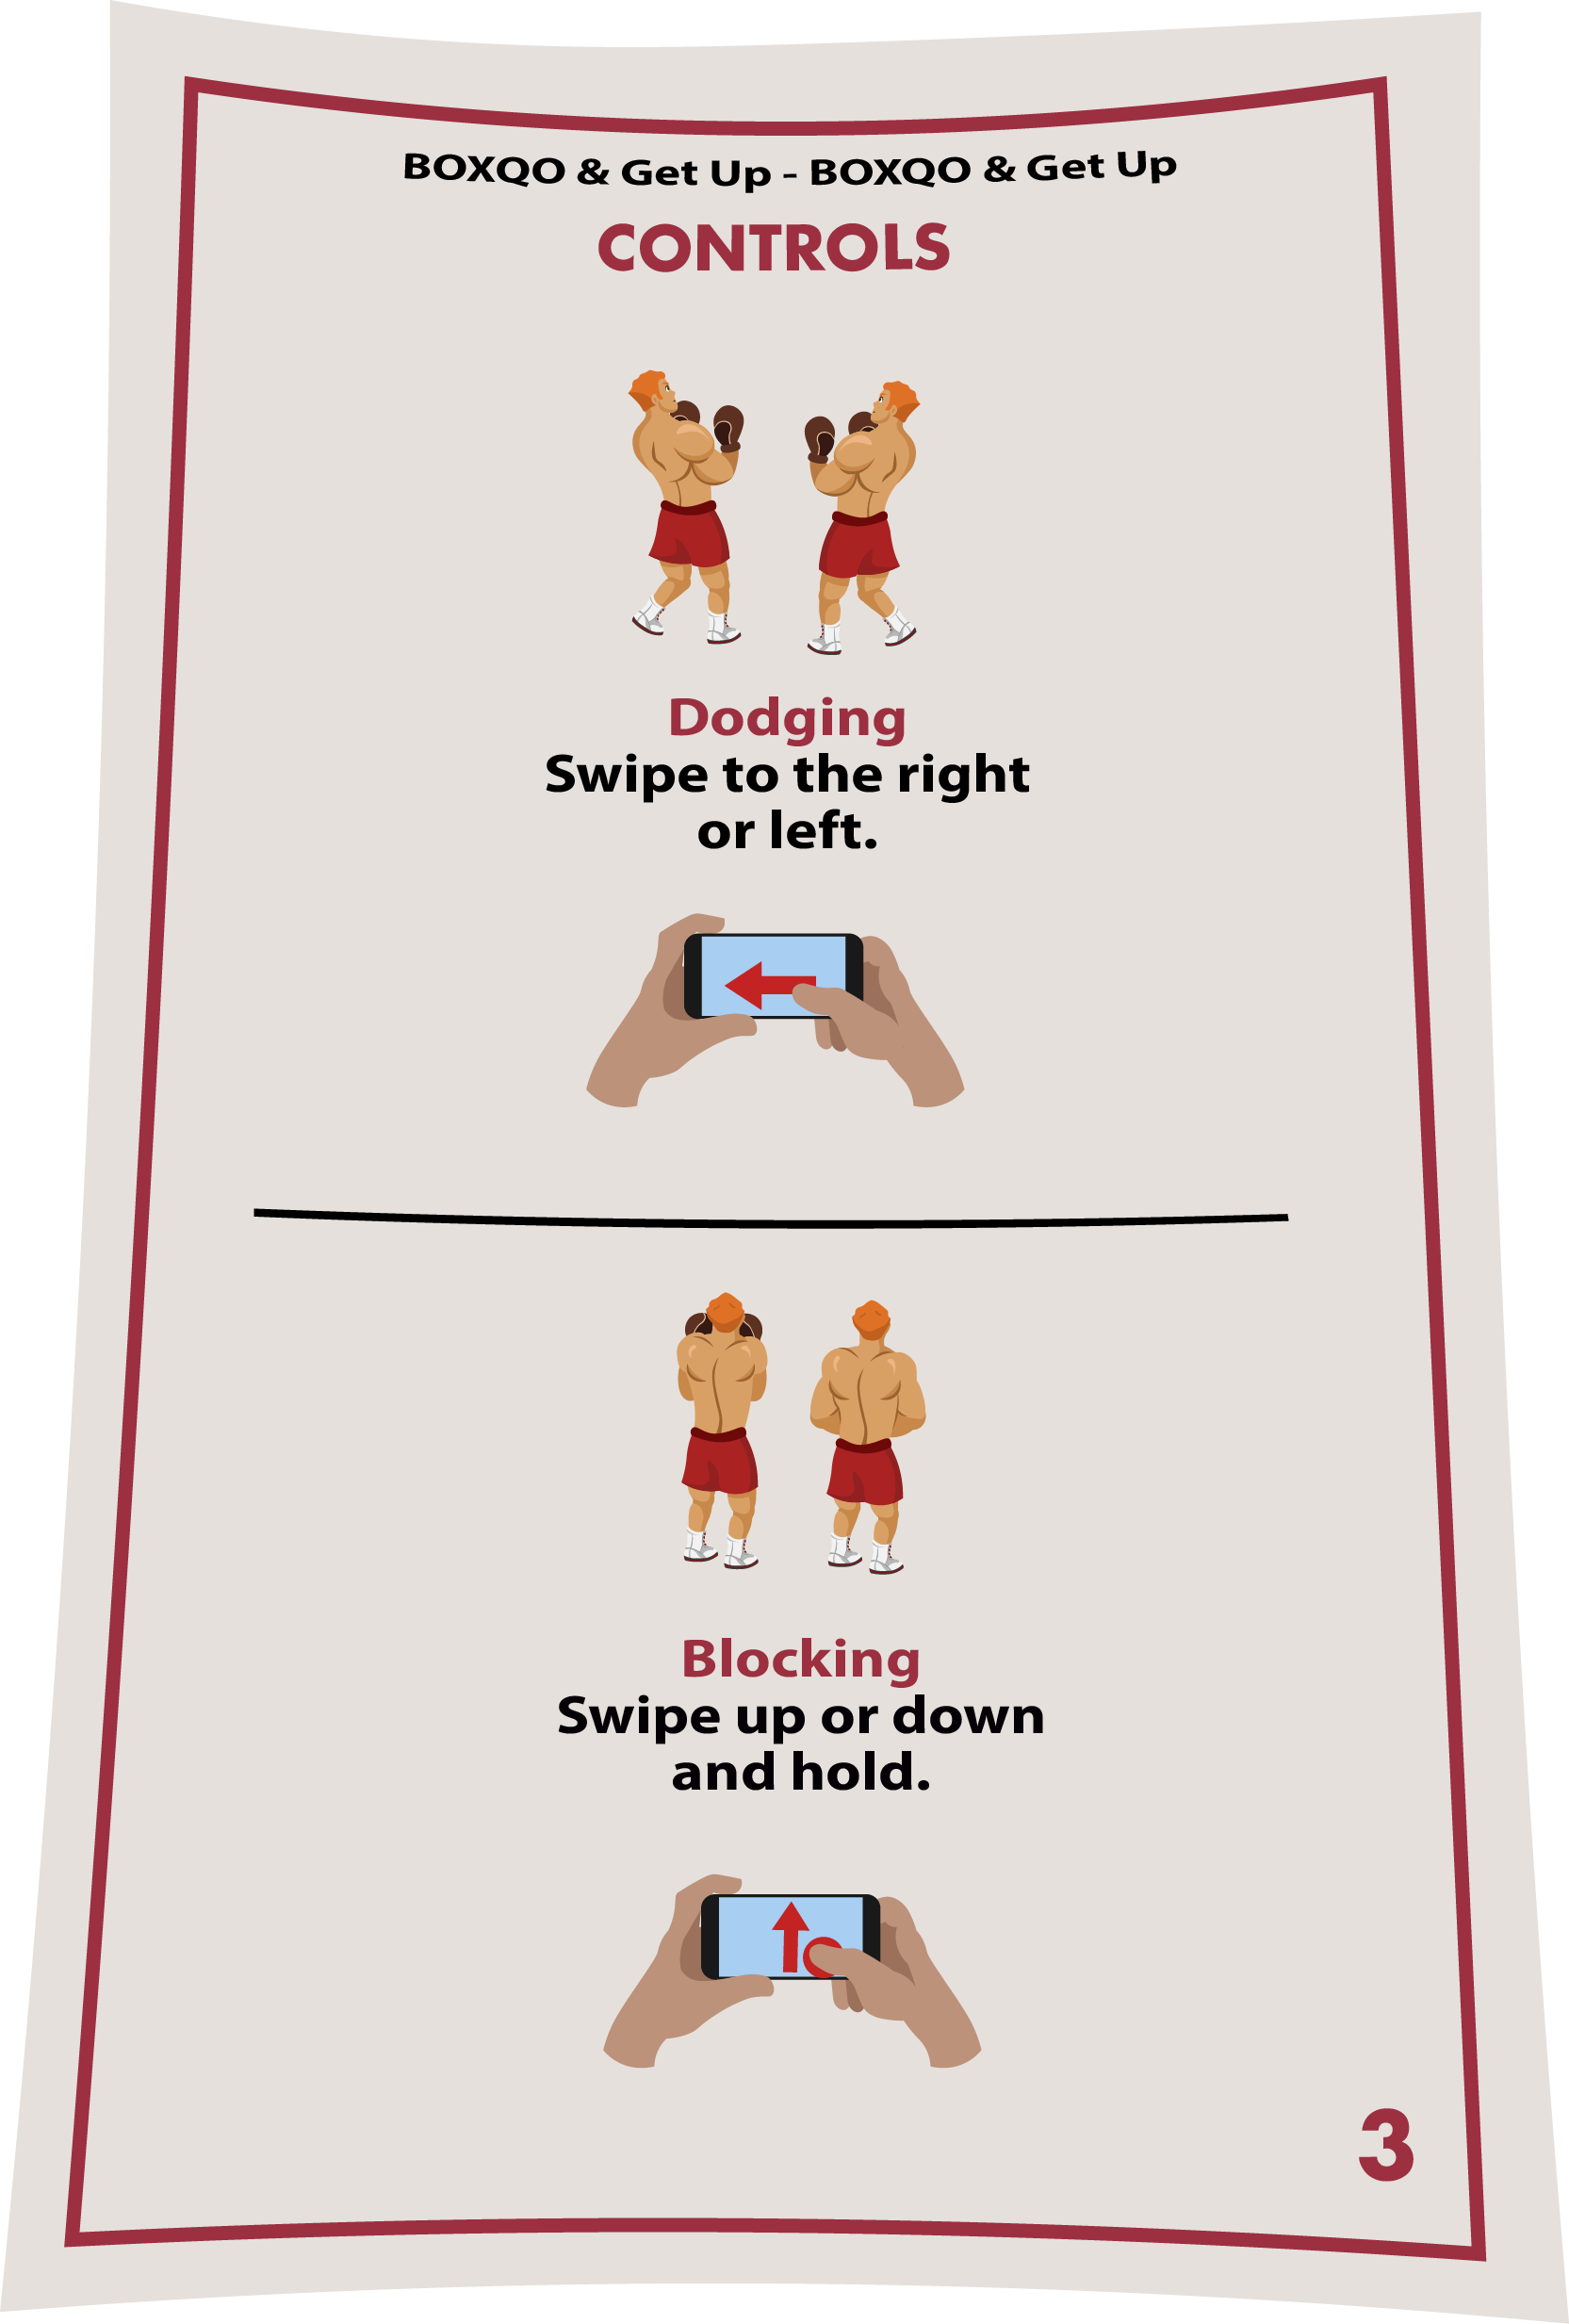 BOXQO & Get Up - BOXQO & Get Up
CONTROLS
Dodging
Swipe to the right
or left.
Blocking
Swipe up or down
and hold.
3